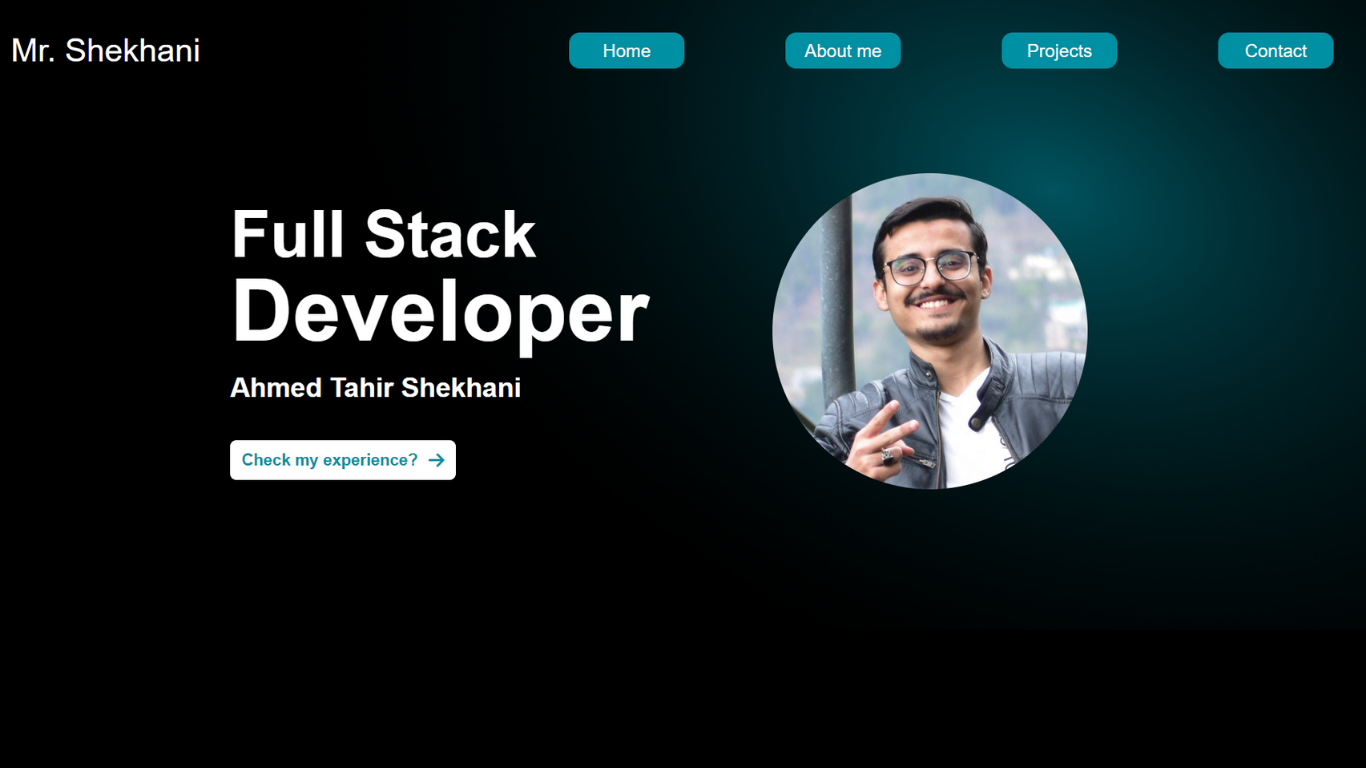 Mr. Shekhani
Home
About me
Projects
Contact
Full Stack
Developer
Ahmed Tahir Shekhani
Check my experience?